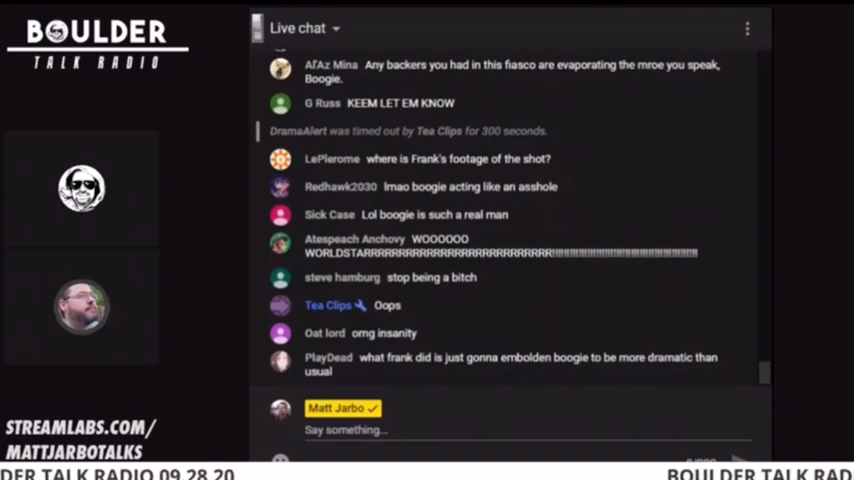 BOULDER
TALK RADIO
Live chat
Al'Az Mina Any backers you had in this fiasco are evaporating the mroe you speak,
Boogie.
G Russ KEEM LET EM KNOW
DramaAlert was timed out by Tea Clips for 300 seconds.
LePlerome where is Frank's footage of the shot?
Redhawk2030 lmao boogie acting like an asshole
Sick Case Lol boogie is such a real man
Atespeach Anchovy WOOOOOO
steve hamburg stop being a bitch
Tea Clips Oops
Oat lord omg insanity
PlayDead what frank did is just gonna embolden boogie to be more dramatic than
usual
Matt Jarbo
Say something...
STREAMLABS.COM/
MATTJARBOTALKS
DER TALK RADIO 09.28.20
BOULDER TALK RAD